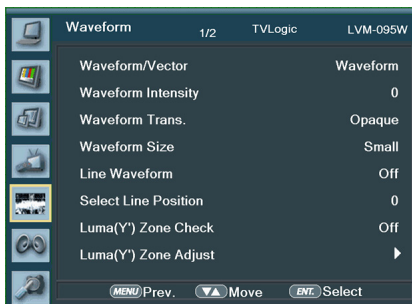 Waveform 1/2 TVLogic LVM-095W
Waveform/Vector Waveform
Waveform Intensity 0
Waveform Trans. Opaque
Waveform Size Small
Line Waveform Off
Select Line Position 0
Luma(Y') Zone Check Off
Luma(Y') Zone Adjust
MENU Prev. ▼▲ Move ENT. Select